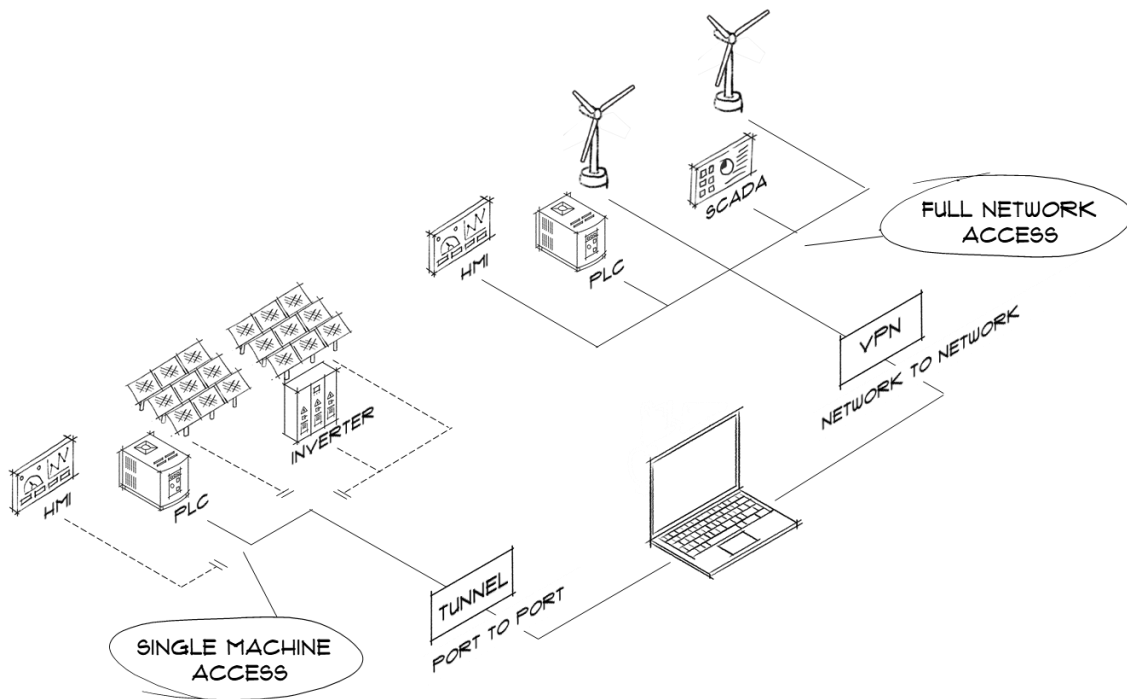 SCADA
FULL NETWORK
ACCESS
HMI
PLC
VPN
NETWORK TO NETWORK
INVERTER
HMI
PLC
TUNNEL
PORT TO PORT
SINGLE MACHINE
ACCESS